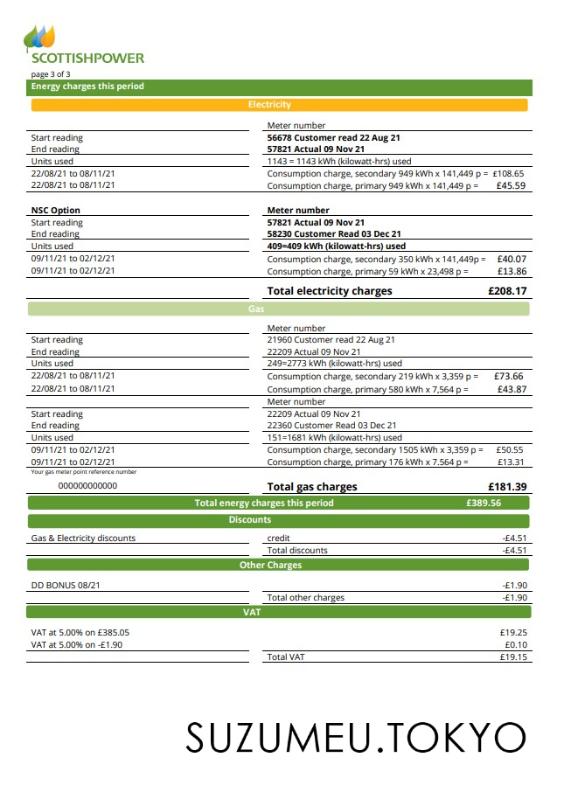 SCOTTISHPOWER
page 3 of 3
Energy charges this period
Electricity
Meter number
Start reading 56678 Customer read 22 Aug 21
End reading 57821 Actual 09 Nov 21
Units used 1143 = 1143 kWh (kilowatt-hrs) used
22/08/21 to 08/11/21 Consumption charge, secondary 949 kWh x 141,449 p = £108.65
22/08/21 to 08/11/21 Consumption charge, primary 949 kWh x 141,449 p = £45.59
NSC Option Meter number
Start reading 57821 Actual 09 Nov 21
End reading 58230 Customer Read 03 Dec 21
Units used 409=409 kWh (kilowatt-hrs) used
09/11/21 to 02/12/21 Consumption charge, secondary 350 kWh x 141,449p = £40.07
09/11/21 to 02/12/21 Consumption charge, primary 59 kWh x 23,498 p = £13.86
Total electricity charges £208.17
Gas
Meter number
Start reading 21960 Customer read 22 Aug 21
End reading 22209 Actual 09 Nov 21
Units used 249=2773 kWh (kilowatt-hrs) used
22/08/21 to 08/11/21 Consumption charge, secondary 219 kWh x 3,359 p = £73.66
22/08/21 to 08/11/21 Consumption charge, primary 580 kWh x 7,564 p = £43.87
Meter number
Start reading 22209 Actual 09 Nov 21
End reading 22360 Customer Read 03 Dec 21
Units used 151=1681 kWh (kilowatt-hrs) used
09/11/21 to 02/12/21 Consumption charge, secondary 1505 kWh x 3,359 p = £50.55
09/11/21 to 02/12/21 Consumption charge, primary 176 kWh x 7.564 p = £13.31
Your gas meter point reference number
000000000000 Total gas charges £181.39
Total energy charges this period £389.56
Discounts
Gas & Electricity discounts credit -£4.51
Total discounts -£4.51
Other Charges
DD BONUS 08/21 -£1.90
Total other charges -£1.90
VAT
VAT at 5.00% on £385.05 £19.25
VAT at 5.00% on -£1.90 £0.10
Total VAT £19.15
SUZUMEU.TOKYO